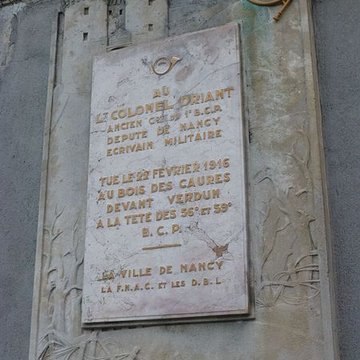 AU
Lt COLONEL DRIANT
ANCIEN Cdt DU 1er B.C.P.
DEPUTE DE NANCY
ECRIVAIN MILITAIRE
TUE LE 22 FEVRIER 1916
AU BOIS DES CAURES
DEVANT VERDUN
A LA TETE DES 56e ET 59e
B.C.P.
LA VILLE DE NANCY
LA F.N.A.C. ET LES D.B.L